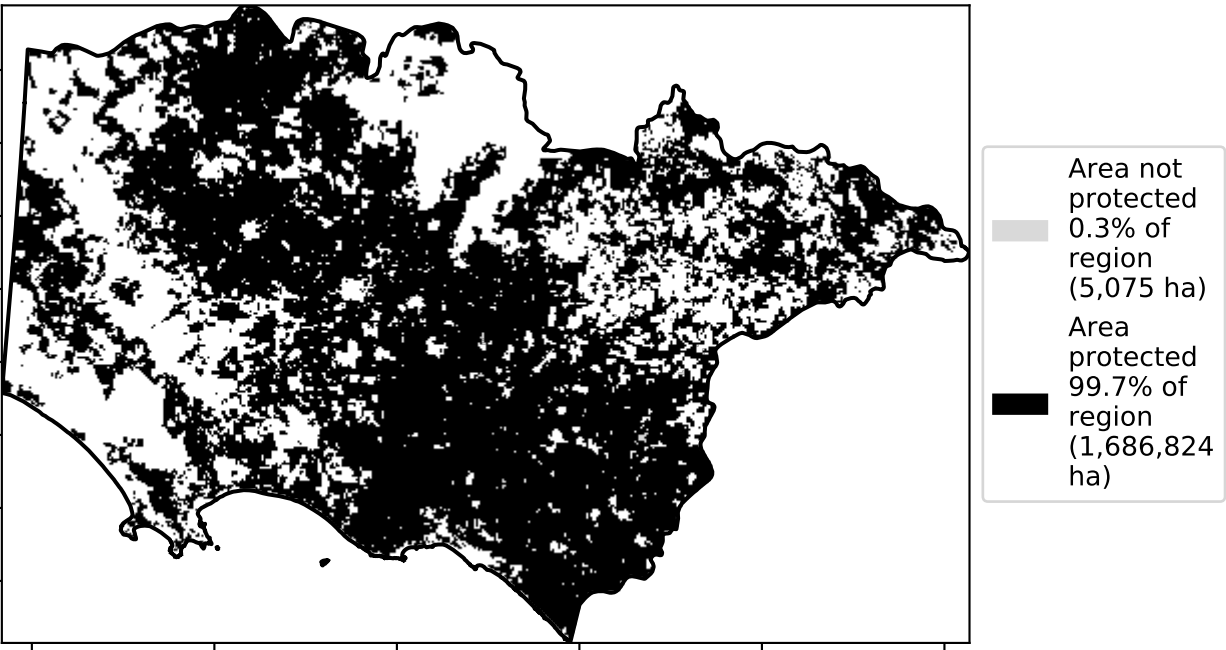 Area not
protected
0.3% of
region
(5,075 ha)
Area
protected
99.7% of
region
(1,686,824
ha)